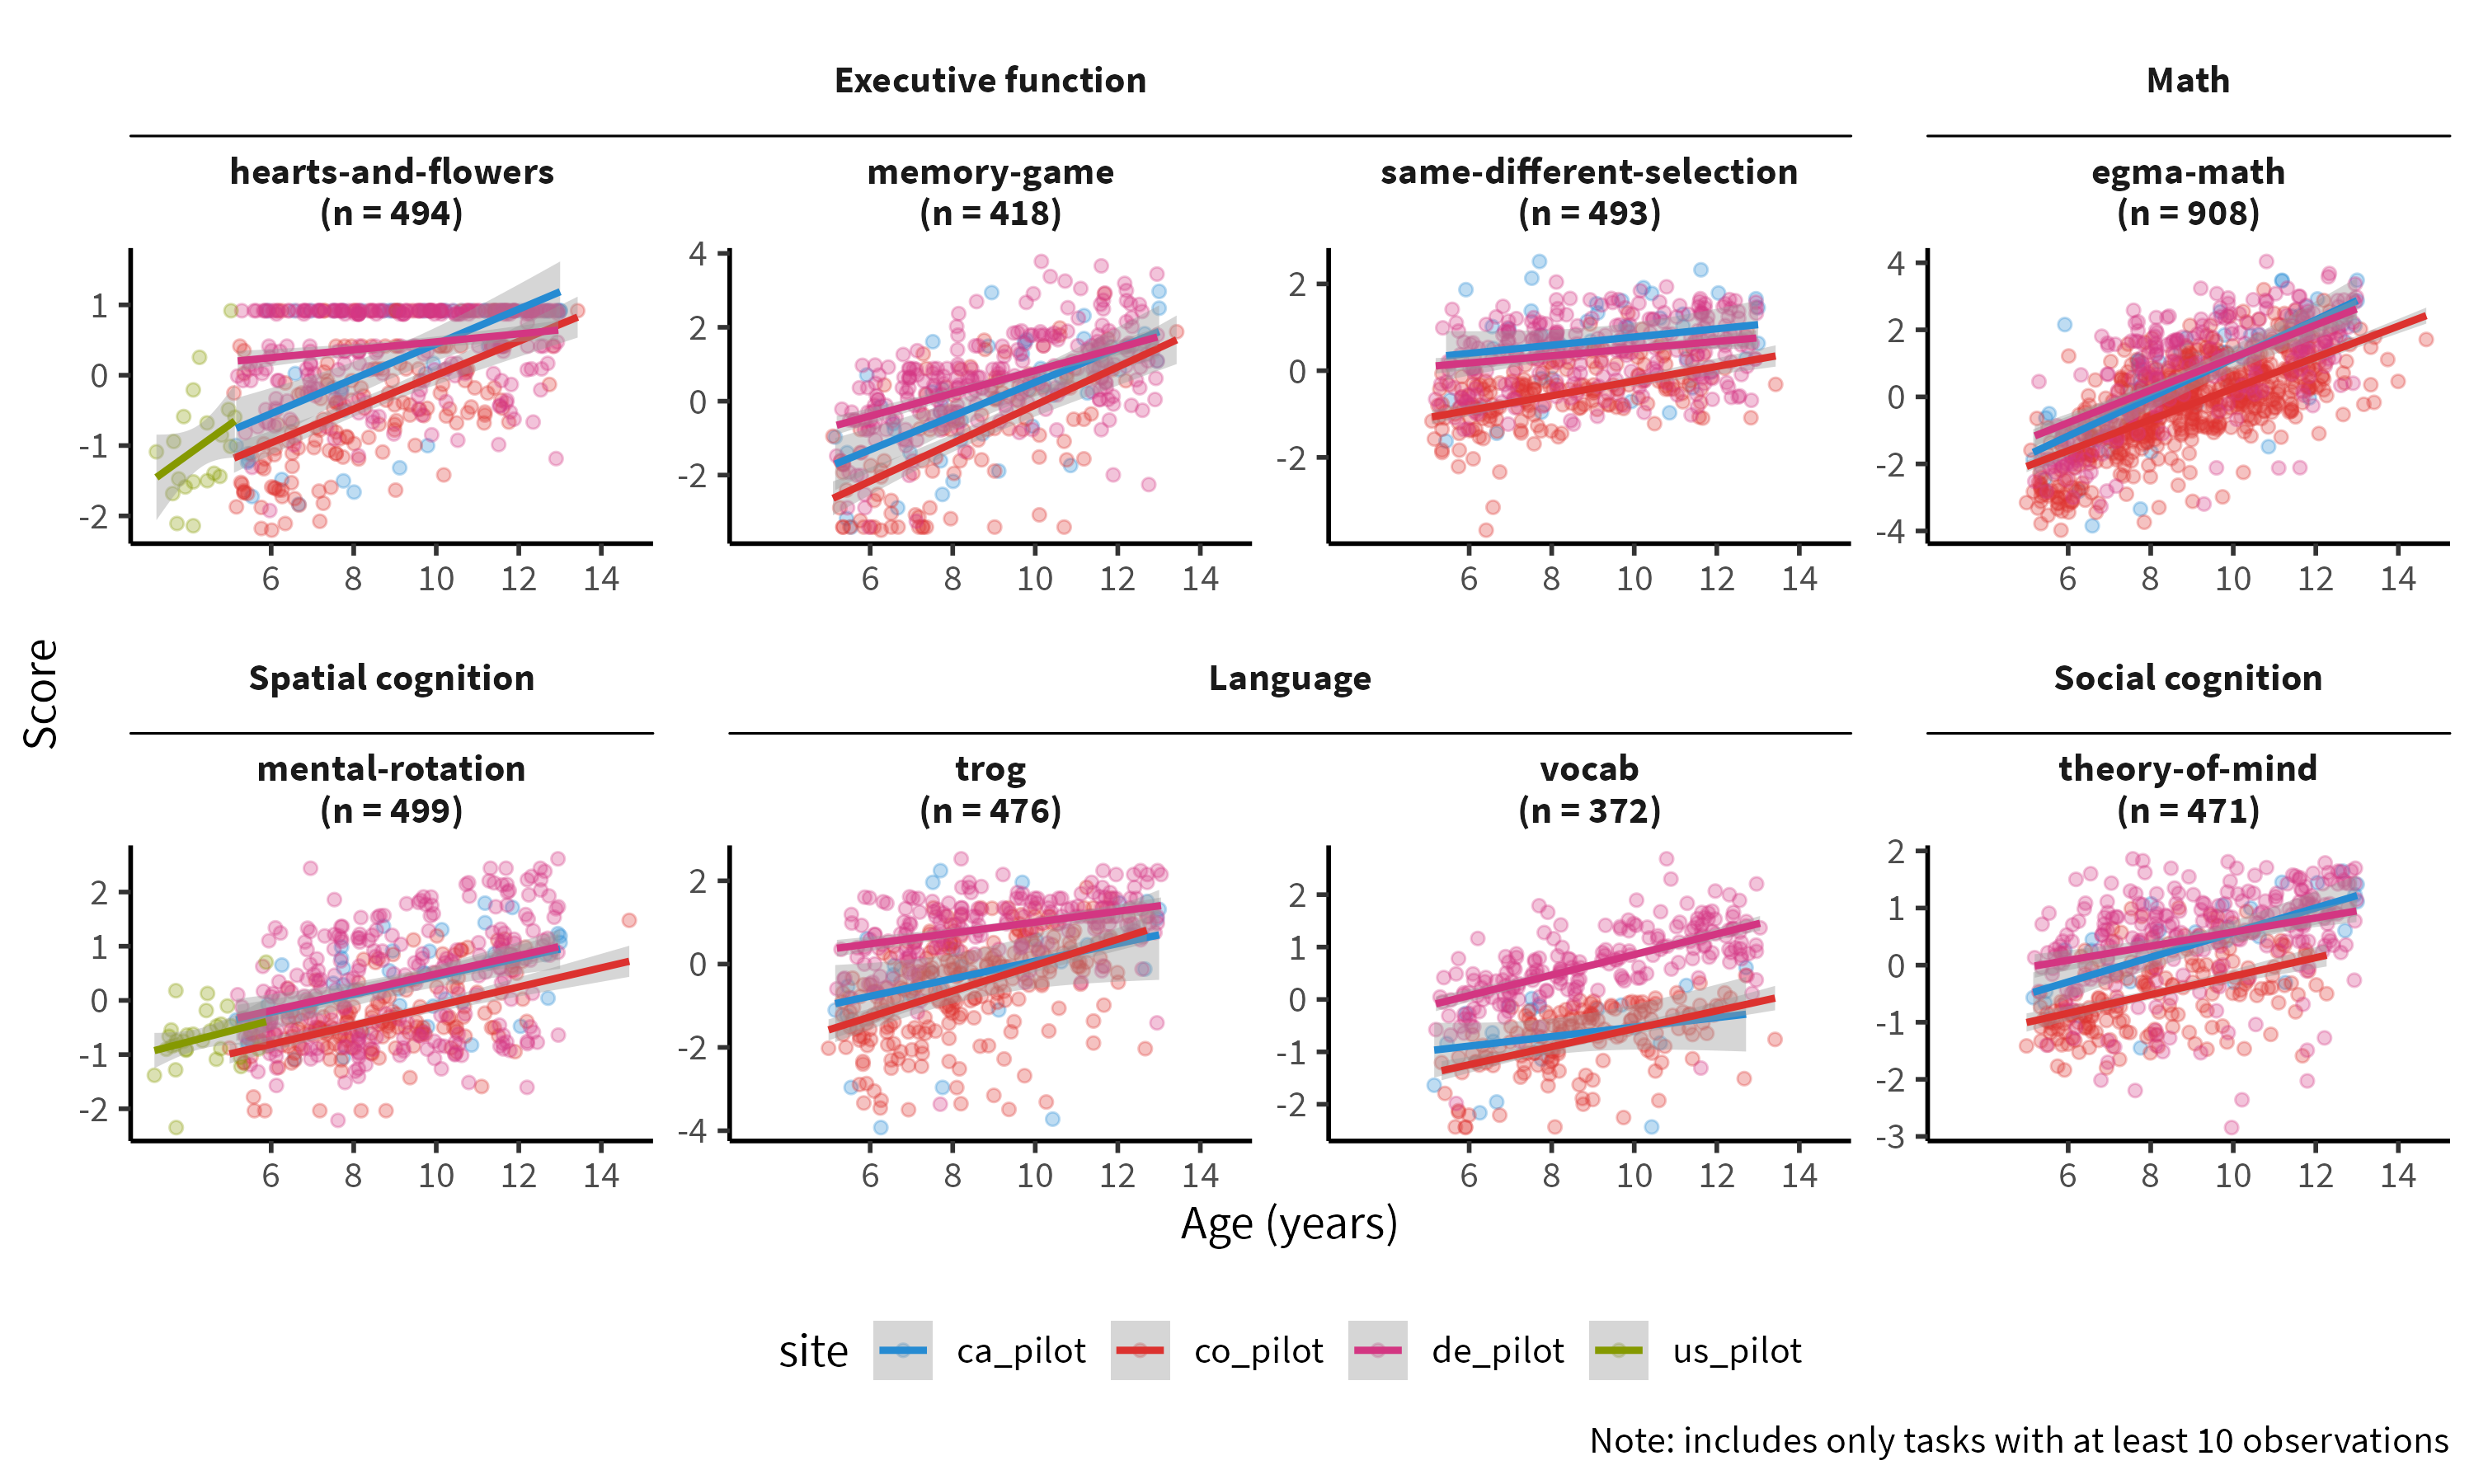 Executive function
Math
hearts-and-flowers
(n = 494)
memory-game
(n = 418)
same-different-selection
(n = 493)
egma-math
(n = 908)
1
0
-1
-2
6 8 10 12 14
4
2
0
-2
6 8 10 12 14
2
0
-2
6 8 10 12 14
4
2
0
-2
-4
6 8 10 12 14
Score
Spatial cognition
Language
Social cognition
mental-rotation
(n = 499)
trog
(n = 476)
vocab
(n = 372)
theory-of-mind
(n = 471)
2
1
0
-1
-2
6 8 10 12 14
2
0
-2
-4
6 8 10 12 14
2
1
0
-1
-2
6 8 10 12 14
2
1
0
-1
-2
-3
6 8 10 12 14
Age (years)
site ca_pilot co_pilot de_pilot us_pilot
Note: includes only tasks with at least 10 observations